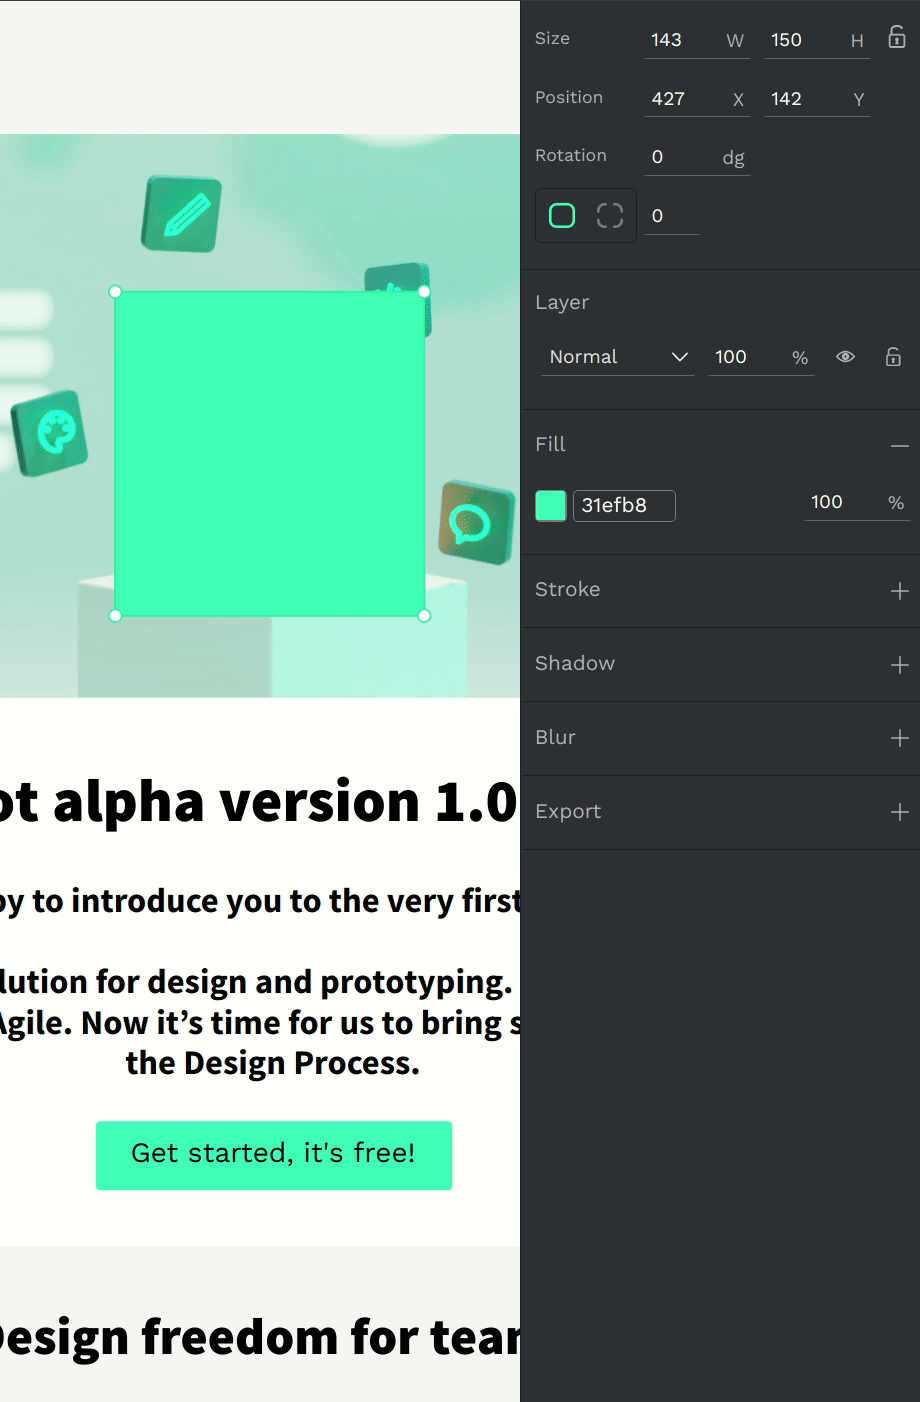 Size 143 W 150 H
Position 427 X 142 Y
Rotation 0 dg
0
Layer
Normal 100 %
Fill
31efb8 100 %
Stroke
Shadow
Blur
Export
ot alpha version 1.0
py to introduce you to the very first
lution for design and prototyping.
Agile. Now it’s time for us to bring s
the Design Process.
Get started, it's free!
Design freedom for tear